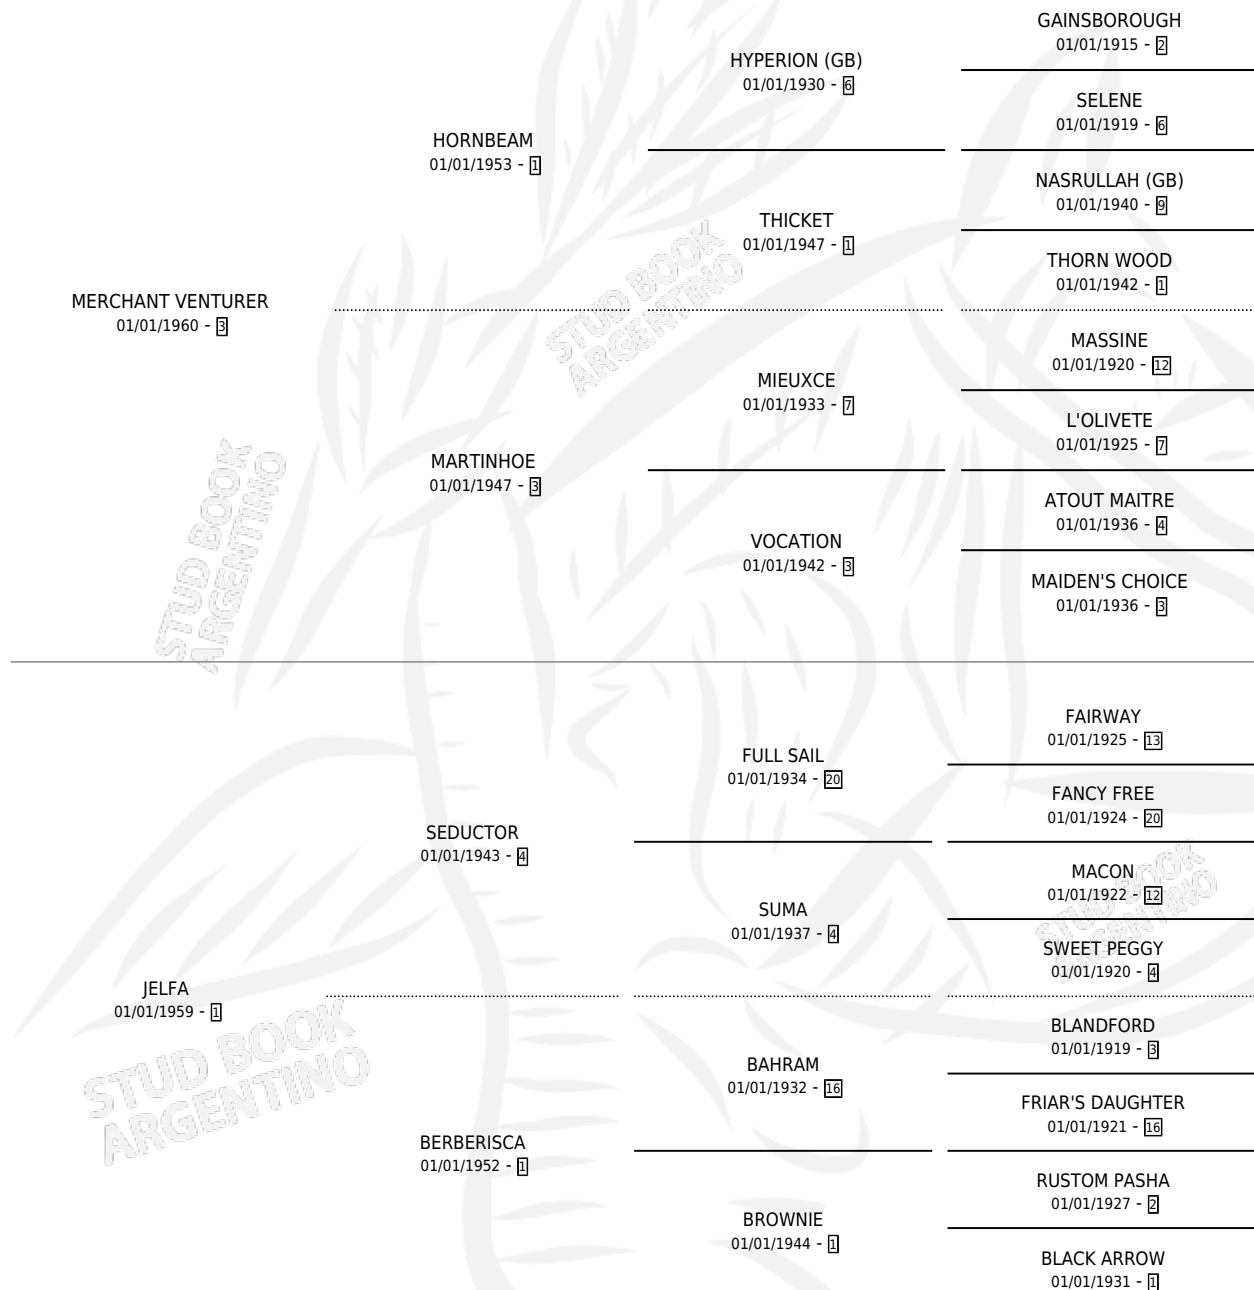 GAINSBOROUGH
01/01/1915 - 2
HYPERION (GB)
01/01/1930 - 6
SELENE
01/01/1919 - 6
HORNBEAM
01/01/1953 - 1
NASRULLAH (GB)
01/01/1940 - 9
THICKET
01/01/1947 - 1
THORN WOOD
01/01/1942 - 1
MERCHANT VENTURER
01/01/1960 - 3
MASSINE
01/01/1920 - 12
MIEUXCE
01/01/1933 - 7
L'OLIVETE
01/01/1925 - 7
MARTINHOE
01/01/1947 - 3
ATOUT MAITRE
01/01/1936 - 4
VOCATION
01/01/1942 - 3
MAIDEN'S CHOICE
01/01/1936 - 3
FAIRWAY
01/01/1925 - 13
FULL SAIL
01/01/1934 - 20
FANCY FREE
01/01/1924 - 20
SEDUCTOR
01/01/1943 - 4
MACON
01/01/1922 - 12
SUMA
01/01/1937 - 4
SWEET PEGGY
01/01/1920 - 4
JELFA
01/01/1959 - 1
BLANDFORD
01/01/1919 - 3
BAHRAM
01/01/1932 - 16
FRIAR'S DAUGHTER
01/01/1921 - 16
BERBERISCA
01/01/1952 - 1
RUSTOM PASHA
01/01/1927 - 2
BROWNIE
01/01/1944 - 1
BLACK ARROW
01/01/1931 - 1
STUD BOOK
ARGENTINO
STUD BOOK
ARGENTINO
STUD BOOK
ARGENTINO
STUD BOOK
ARGENTINO